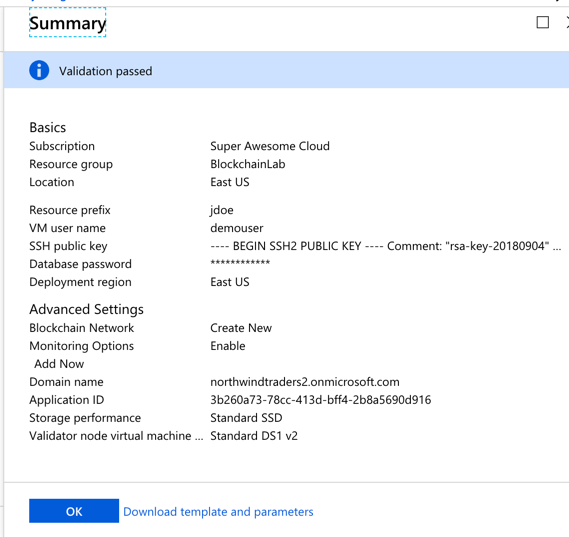 Summary
Validation passed
Basics
Subscription Super Awesome Cloud
Resource group BlockchainLab
Location East US
Resource prefix jdoe
VM user name demouser
SSH public key ---- BEGIN SSH2 PUBLIC KEY ---- Comment: "rsa-key-20180904" ...
Database password ************
Deployment region East US
Advanced Settings
Blockchain Network Create New
Monitoring Options Enable
Add Now
Domain name northwindtraders2.onmicrosoft.com
Application ID 3b260a73-78cc-413d-bff4-2b8a5690d916
Storage performance Standard SSD
Validator node virtual machine ... Standard DS1 v2
OK Download template and parameters